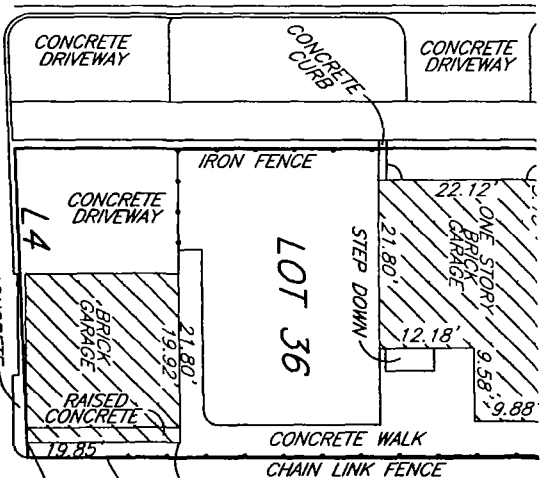 CONCRETE
DRIVEWAY
CONCRETE
CURB
CONCRETE
DRIVEWAY
IRON FENCE
CONCRETE
DRIVEWAY
L4
LOT 36
STEP DOWN
22.12'
21.80'
ONE STORY
BRICK
GARAGE
12.18'
9.58'
9.88'
BRICK
GARAGE
21.80'
19.92'
RAISED
CONCRETE
19.85'
CONCRETE WALK
CHAIN LINK FENCE